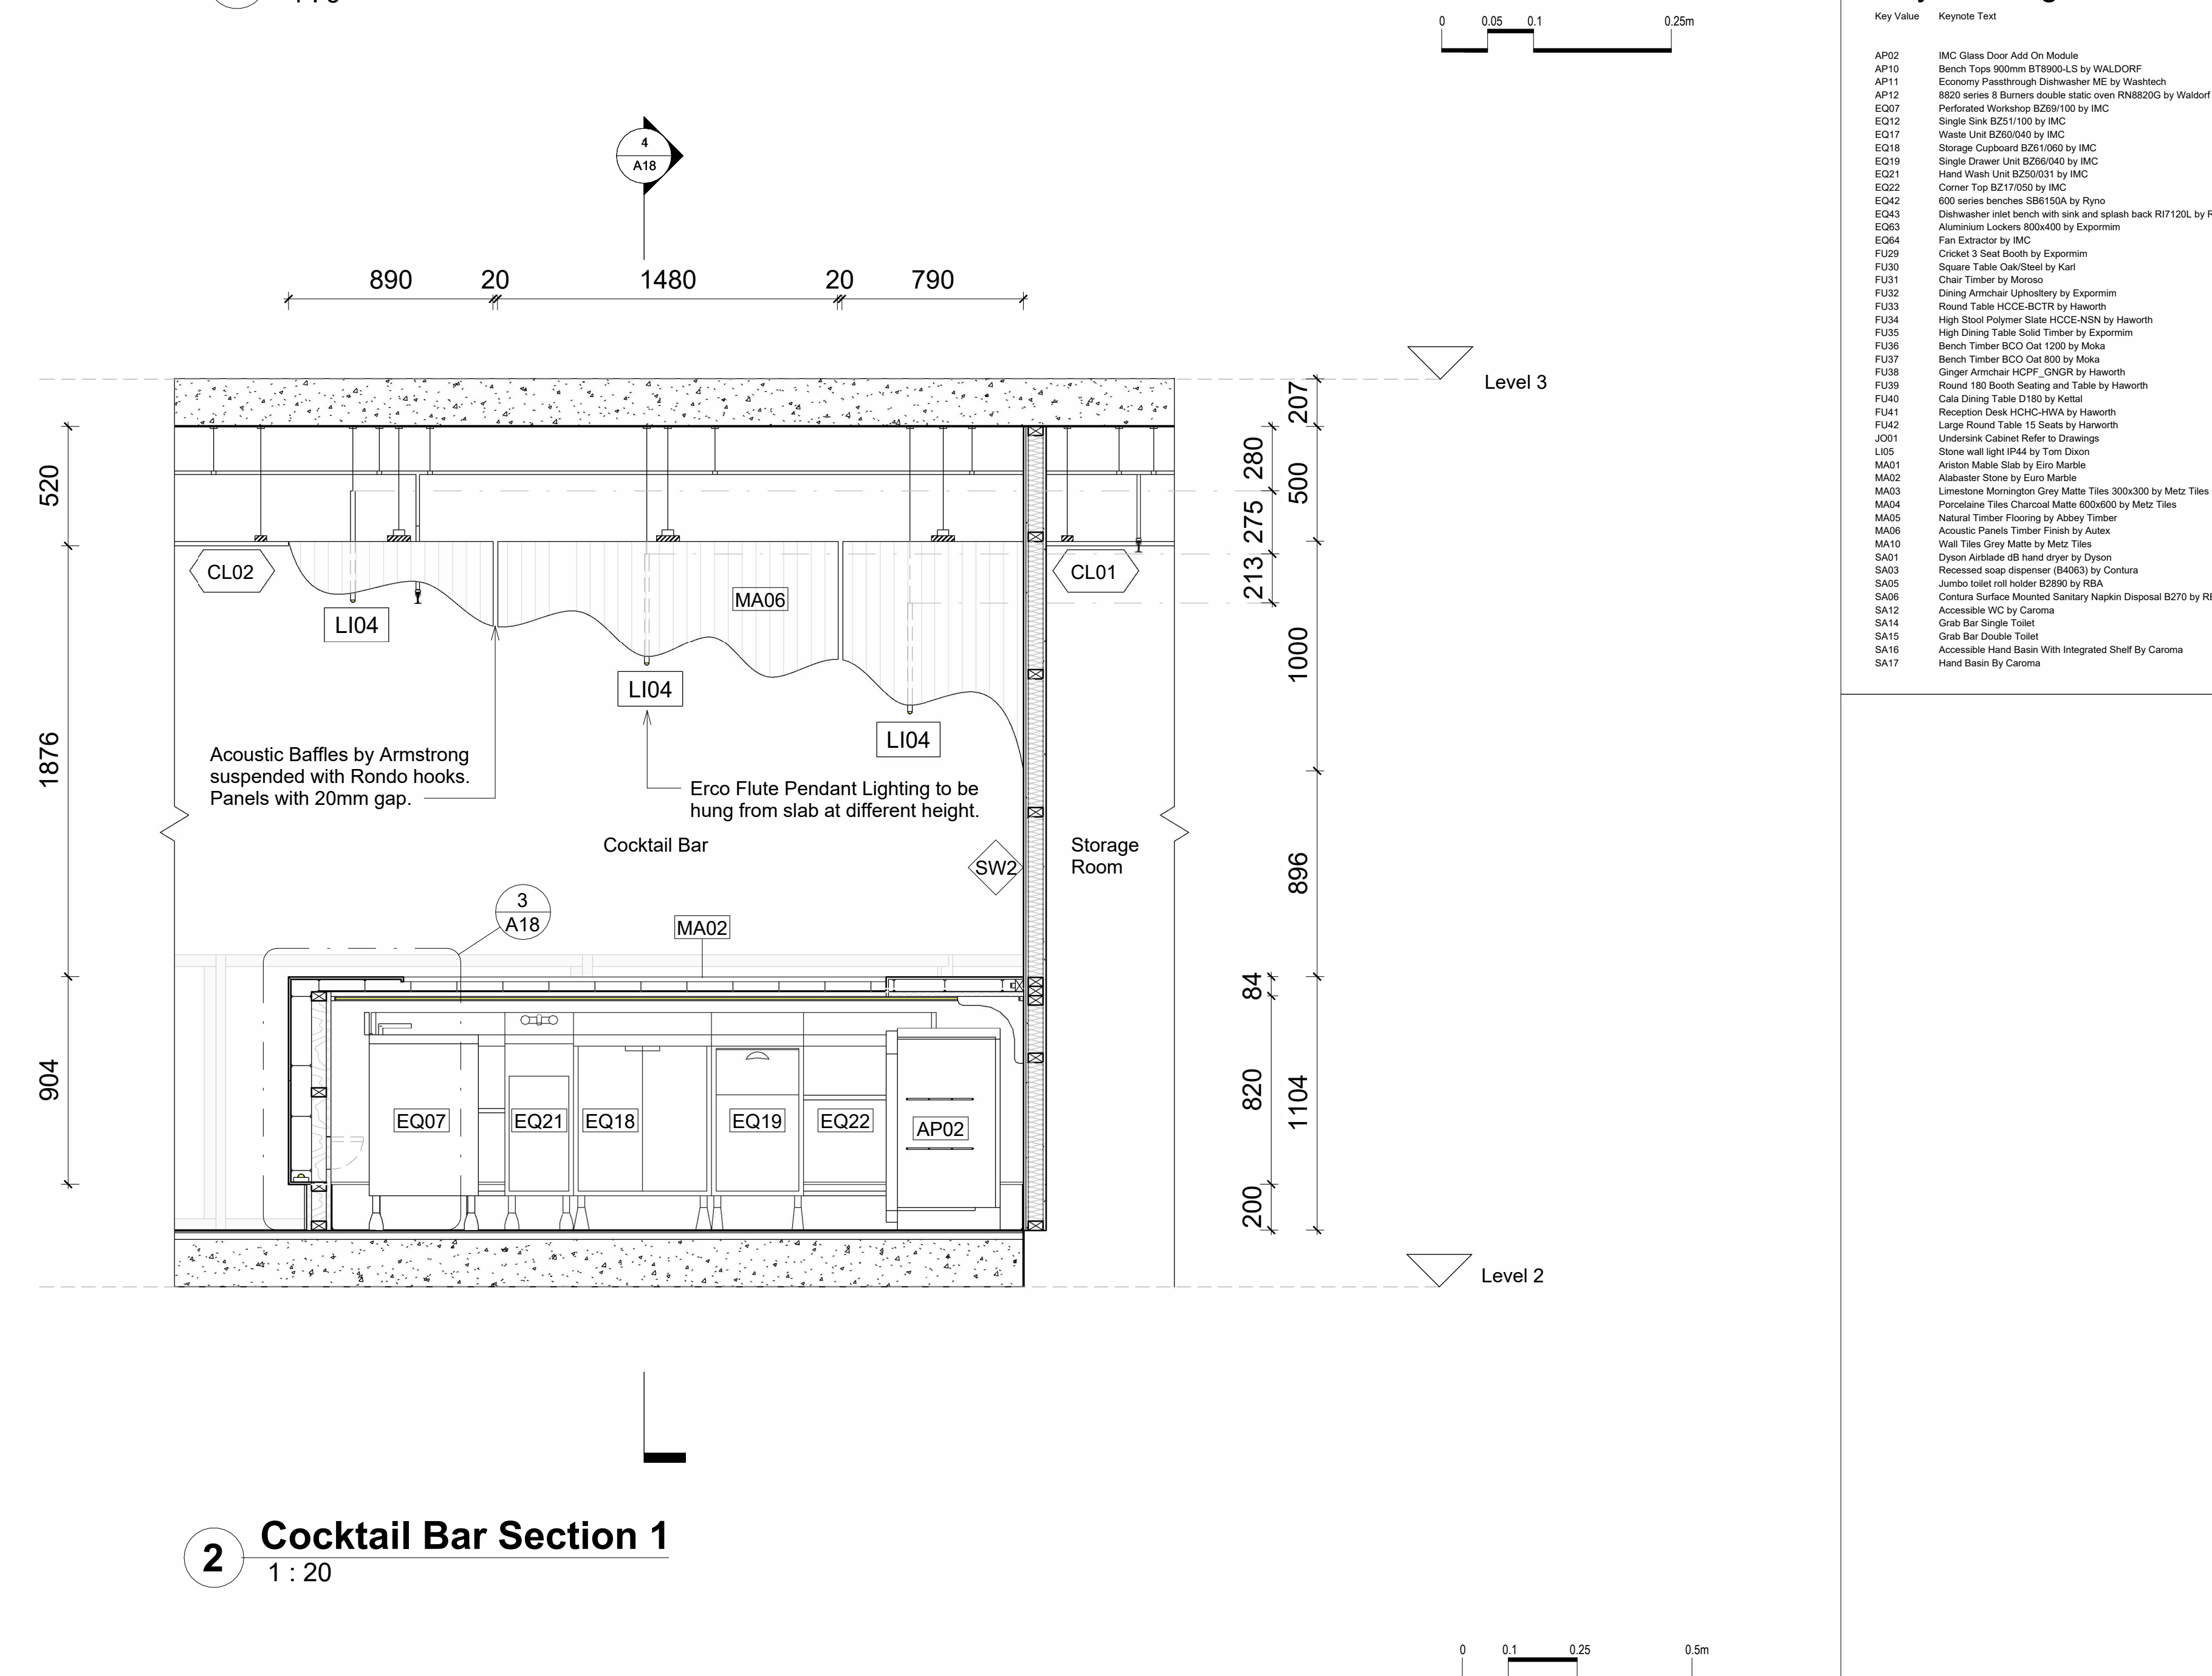 0 0.05 0.1 0.25m
4
A18
890 20 1480 20 790
Level 3
207
280
500
520
275
213
CL02
CL01
MA06
LI04
LI04
LI04
1000
Acoustic Baffles by Armstrong
suspended with Rondo hooks.
Panels with 20mm gap.
Erco Flute Pendant Lighting to be
hung from slab at different height.
1876
Cocktail Bar
Storage
Room
SW2
896
3
A18
MA02
84
904
820
1104
EQ07
EQ21
EQ18
EQ19
EQ22
AP02
200
Level 2
2
Cocktail Bar Section 1
1 : 20
0 0.1 0.25 0.5m
Key Value Keynote Text
AP02 IMC Glass Door Add On Module
AP10 Bench Tops 900mm BT8900-LS by WALDORF
AP11 Economy Passthrough Dishwasher ME by Washtech
AP12 8820 series 8 Burners double static oven RN8820G by Waldorf
EQ07 Perforated Workshop BZ69/100 by IMC
EQ12 Single Sink BZ51/100 by IMC
EQ17 Waste Unit BZ60/040 by IMC
EQ18 Storage Cupboard BZ61/060 by IMC
EQ19 Single Drawer Unit BZ66/040 by IMC
EQ21 Hand Wash Unit BZ50/031 by IMC
EQ22 Corner Top BZ17/050 by IMC
EQ42 600 series benches SB6150A by Ryno
EQ43 Dishwasher inlet bench with sink and splash back RI7120L by
EQ63 Aluminium Lockers 800x400 by Expormim
EQ64 Fan Extractor by IMC
FU29 Cricket 3 Seat Booth by Expormim
FU30 Square Table Oak/Steel by Karl
FU31 Chair Timber by Moroso
FU32 Dining Armchair Uphosltery by Expormim
FU33 Round Table HCCE-BCTR by Haworth
FU34 High Stool Polymer Slate HCCE-NSN by Haworth
FU35 High Dining Table Solid Timber by Expormim
FU36 Bench Timber BCO Oat 1200 by Moka
FU37 Bench Timber BCO Oat 800 by Moka
FU38 Ginger Armchair HCPF_GNGR by Haworth
FU39 Round 180 Booth Seating and Table by Haworth
FU40 Cala Dining Table D180 by Kettal
FU41 Reception Desk HCHC-HWA by Haworth
FU42 Large Round Table 15 Seats by Harworth
JO01 Undersink Cabinet Refer to Drawings
LI05 Stone wall light IP44 by Tom Dixon
MA01 Ariston Mable Slab by Eiro Marble
MA02 Alabaster Stone by Euro Marble
MA03 Limestone Mornington Grey Matte Tiles 300x300 by Metz Tiles
MA04 Porcelaine Tiles Charcoal Matte 600x600 by Metz Tiles
MA05 Natural Timber Flooring by Abbey Timber
MA06 Acoustic Panels Timber Finish by Autex
MA10 Wall Tiles Grey Matte by Metz Tiles
SA01 Dyson Airblade dB hand dryer by Dyson
SA03 Recessed soap dispenser (B4063) by Contura
SA05 Jumbo toilet roll holder B2890 by RBA
SA06 Contura Surface Mounted Sanitary Napkin Disposal B270 by
SA12 Accessible WC by Caroma
SA14 Grab Bar Single Toilet
SA15 Grab Bar Double Toilet
SA16 Accessible Hand Basin With Integrated Shelf By Caroma
SA17 Hand Basin By Caroma